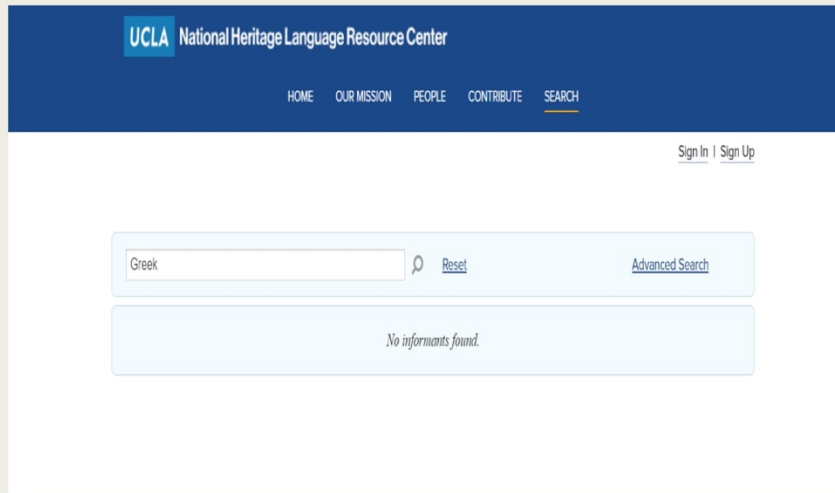 UCLA National Heritage Language Resource Center
HOME OUR MISSION PEOPLE CONTRIBUTE SEARCH
Sign In | Sign Up
Greek Reset Advanced Search
No informants found.